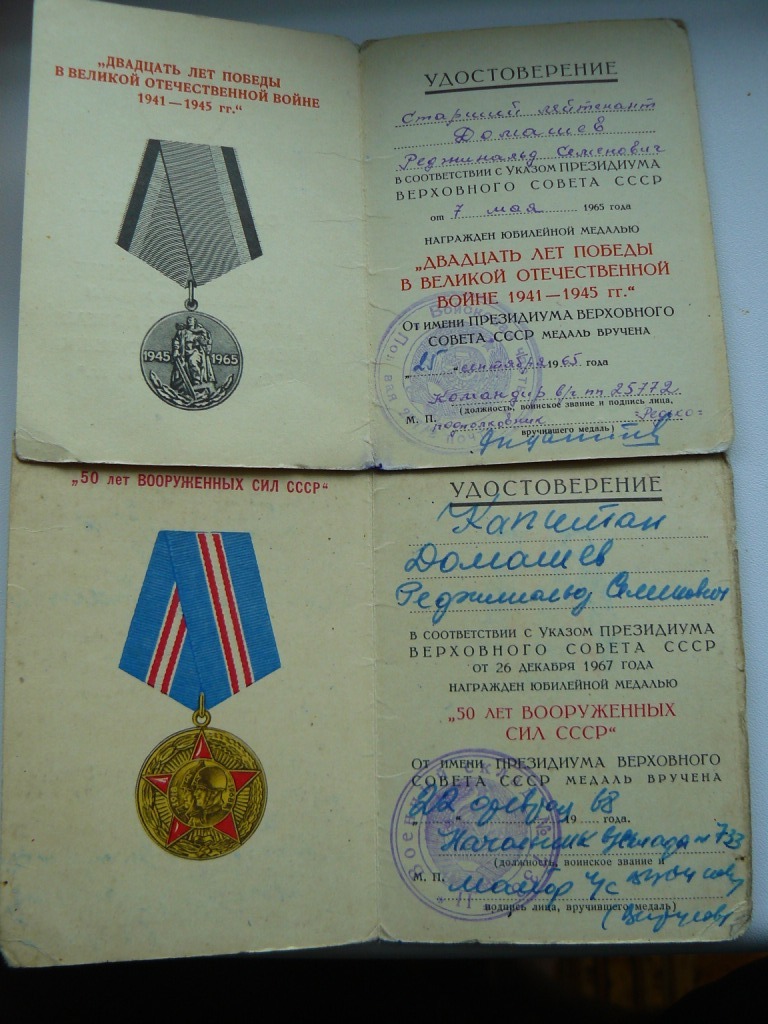 „ДВАДЦАТЬ ЛЕТ ПОБЕДЫ
В ВЕЛИКОЙ ОТЕЧЕСТВЕННОЙ ВОЙНЕ
1941—1945 гг.“
1945 1965
УДОСТОВЕРЕНИЕ
Старший лейтенант
Домашев
Реджинальд Семенович
В СООТВЕТСТВИИ С УКАЗОМ ПРЕЗИДИУМА
ВЕРХОВНОГО СОВЕТА СССР
от 7 мая 1965 года
НАГРАЖДЕН ЮБИЛЕЙНОЙ МЕДАЛЬЮ
„ДВАДЦАТЬ ЛЕТ ПОБЕДЫ
В ВЕЛИКОЙ ОТЕЧЕСТВЕННОЙ
ВОЙНЕ 1941—1945 гг.“
ОТ ИМЕНИ ПРЕЗИДИУМА ВЕРХОВНОГО
СОВЕТА СССР МЕДАЛЬ ВРУЧЕНА
„25“ сентября 1965 года
Командир в/ч пп 25772
(должность, воинское звание и подпись лица,
М. П. подполковник
вручившего медаль)
„50 лет ВООРУЖЕННЫХ СИЛ СССР“
УДОСТОВЕРЕНИЕ
Капитан
Домашев
Реджинальд Семенович
В СООТВЕТСТВИИ С УКАЗОМ ПРЕЗИДИУМА
ВЕРХОВНОГО СОВЕТА СССР
ОТ 26 ДЕКАБРЯ 1967 ГОДА
НАГРАЖДЕН ЮБИЛЕЙНОЙ МЕДАЛЬЮ
„50 ЛЕТ ВООРУЖЕННЫХ
СИЛ СССР“
ОТ ИМЕНИ ПРЕЗИДИУМА ВЕРХОВНОГО
СОВЕТА СССР МЕДАЛЬ ВРУЧЕНА
„22“ феврал 1968 года.
Начальник в/склада № 733
(должность, воинское звание и
М. П. майор
подпись лица, вручившего медаль)